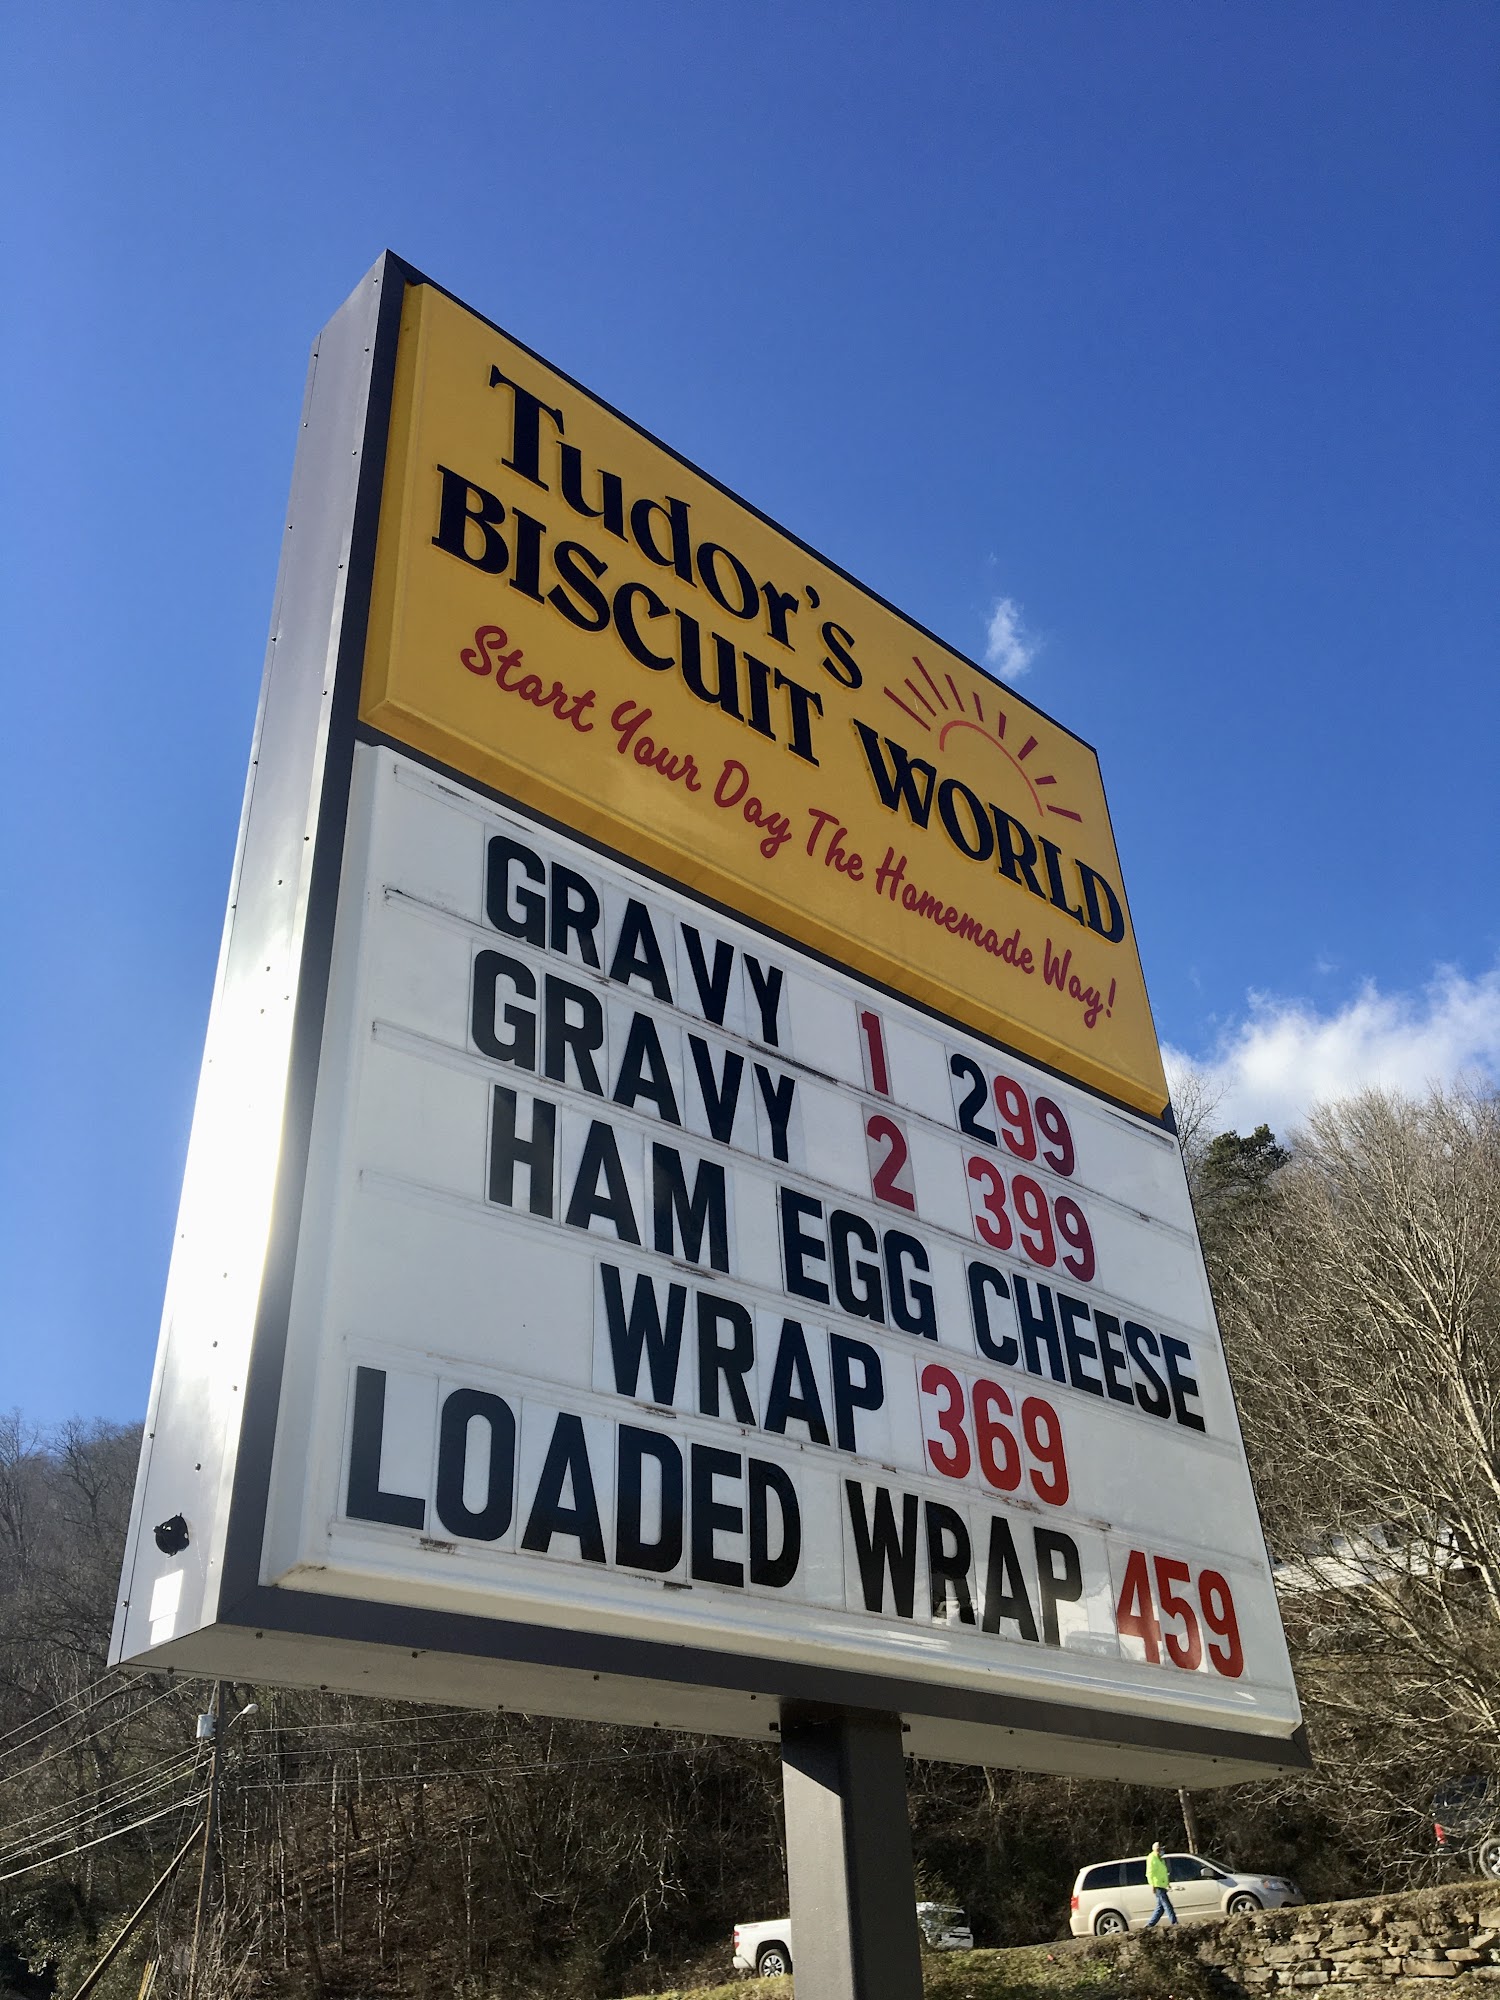 Tudor's
BISCUIT WORLD
Start Your Day The Homemade Way!
GRAVY 1 299
GRAVY 2 399
HAM EGG CHEESE
WRAP 369
LOADED WRAP 459